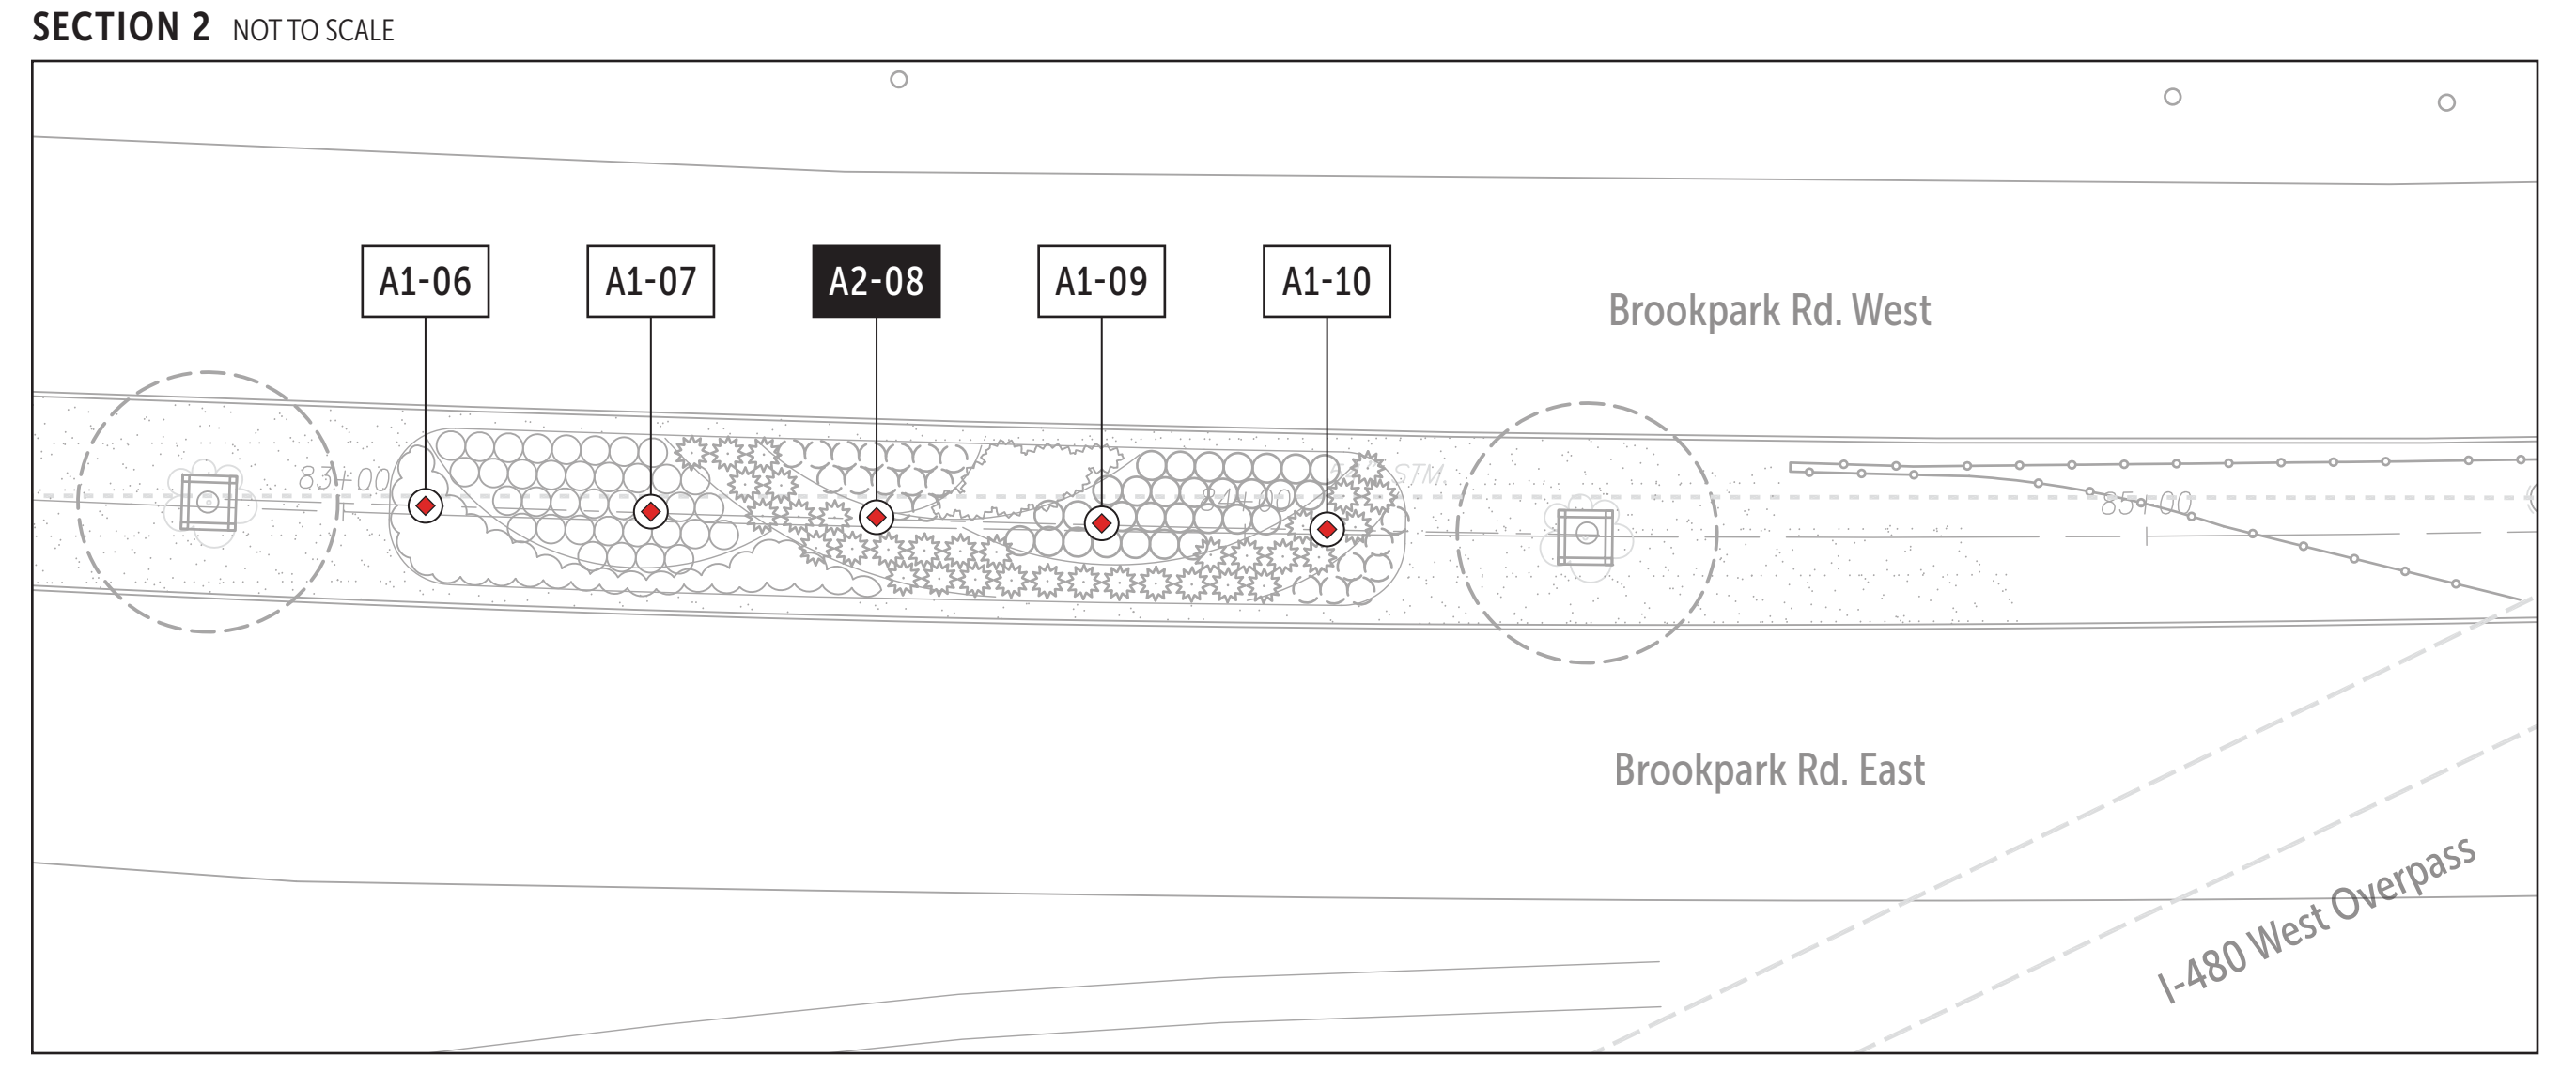 SECTION 2 NOT TO SCALE
A1-06 A1-07 A2-08 A1-09 A1-10
Brookpark Rd. West
STM.
83+00
84+00
85+00
Brookpark Rd. East
I-480 West Overpass